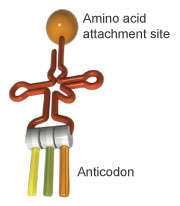 Amino acid
attachment site
Anticodon